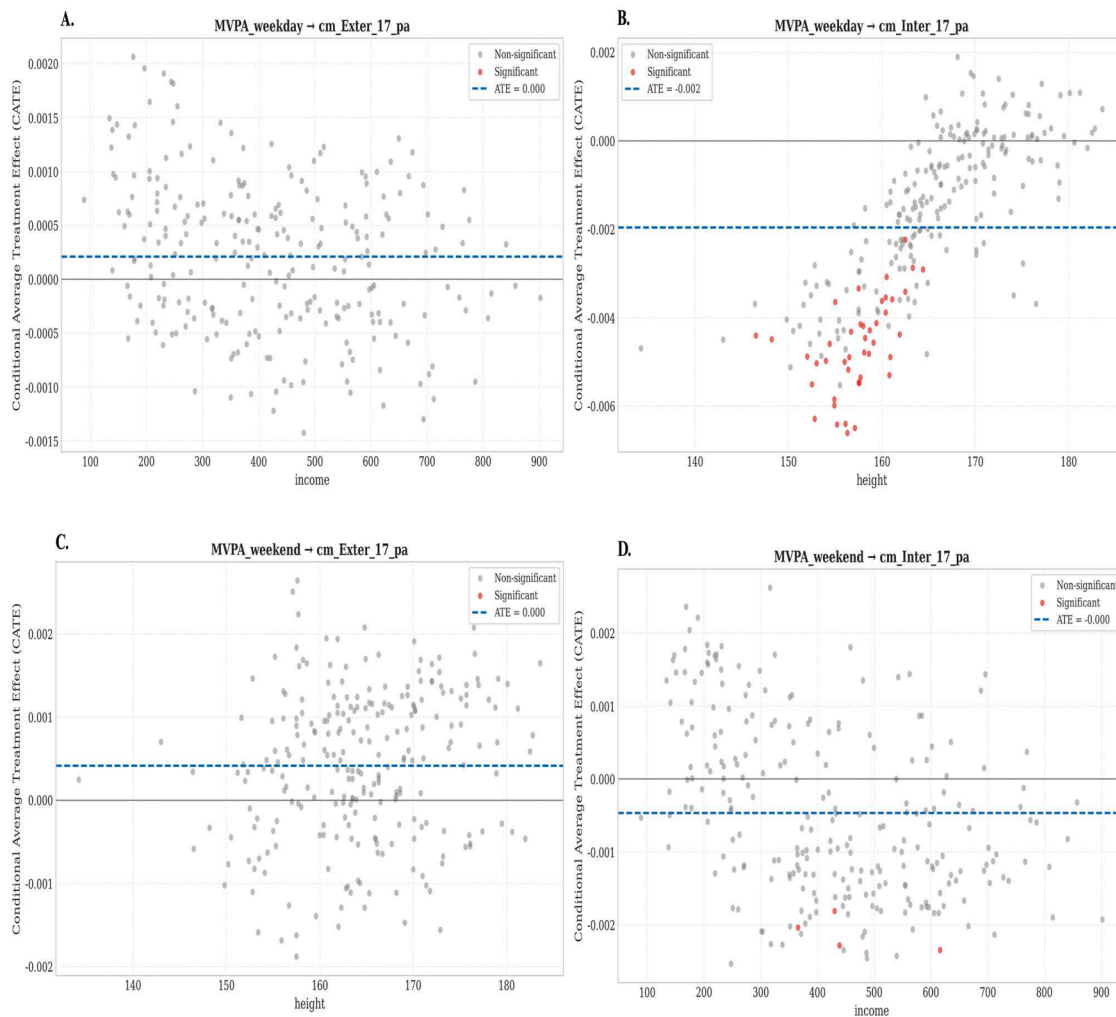 A.
MVPA_weekday → cm_Exter_17_pa
Conditional Average Treatment Effect (CATE)
0.0020
0.0015
0.0010
0.0005
0.0000
-0.0005
-0.0010
-0.0015
Non-significant
Significant
ATE = 0.000
100 200 300 400 500 600 700 800 900
income
B.
MVPA_weekday → cm_Inter_17_pa
Conditional Average Treatment Effect (CATE)
0.002
0.000
-0.002
-0.004
-0.006
Non-significant
Significant
ATE = -0.002
140 150 160 170 180
height
C.
MVPA_weekend → cm_Exter_17_pa
Conditional Average Treatment Effect (CATE)
0.002
0.001
0.000
-0.001
-0.002
Non-significant
Significant
ATE = 0.000
140 150 160 170 180
height
D.
MVPA_weekend → cm_Inter_17_pa
Conditional Average Treatment Effect (CATE)
0.002
0.001
0.000
-0.001
-0.002
Non-significant
Significant
ATE = -0.000
100 200 300 400 500 600 700 800 900
income